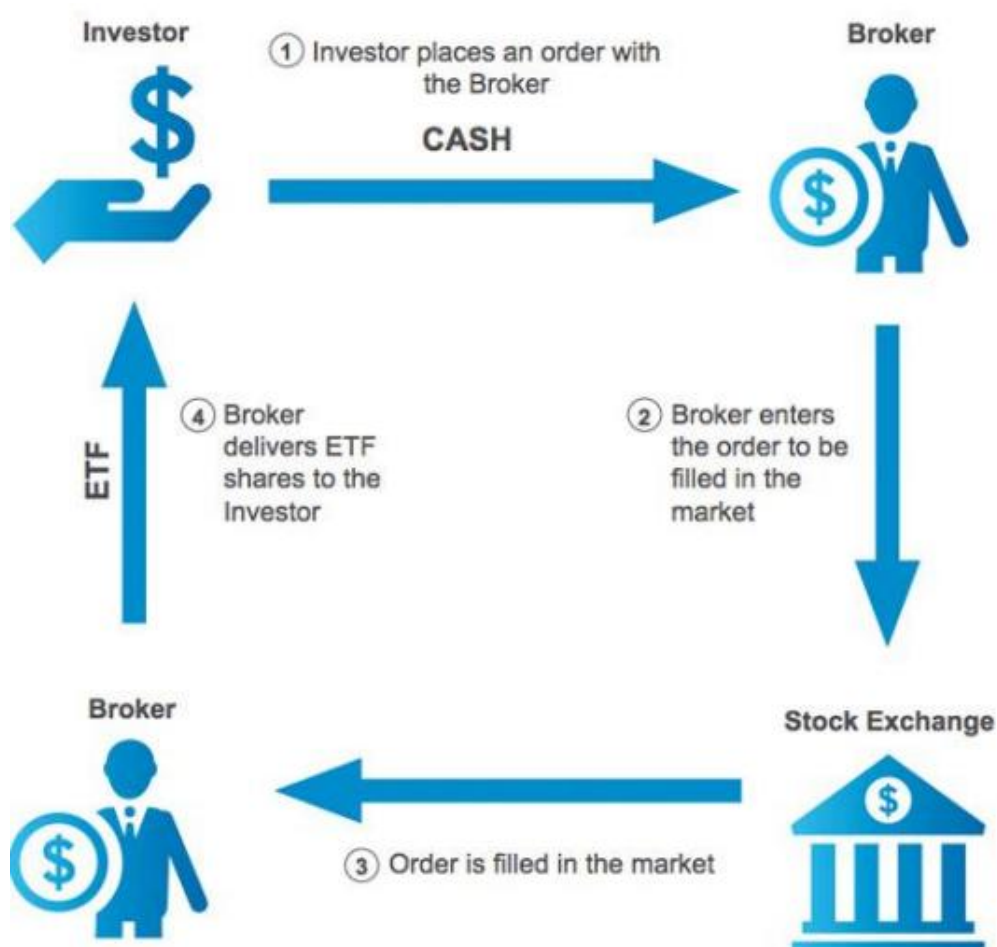 Investor
① Investor places an order with
the Broker
CASH
Broker
$
$
ETF
④ Broker
delivers ETF
shares to the
Investor
② Broker enters
the order to be
filled in the
market
Broker
$
Stock Exchange
$
③ Order is filled in the market